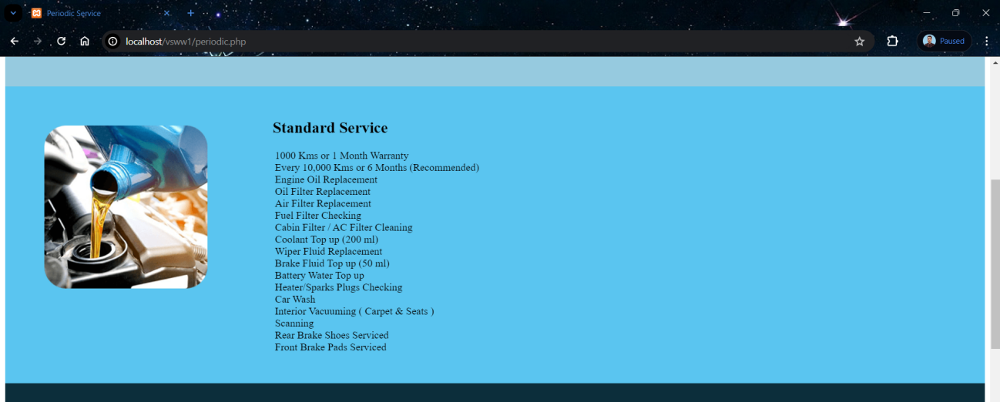 Periodic Service
localhost/vsww1/periodic.php
Paused
Standard Service
1000 Kms or 1 Month Warranty
Every 10,000 Kms or 6 Months (Recommended)
Engine Oil Replacement
Oil Filter Replacement
Air Filter Replacement
Fuel Filter Checking
Cabin Filter / AC Filter Cleaning
Coolant Top up (200 ml)
Wiper Fluid Replacement
Brake Fluid Top up (50 ml)
Battery Water Top up
Heater/Sparks Plugs Checking
Car Wash
Interior Vacuuming ( Carpet & Seats )
Scanning
Rear Brake Shoes Serviced
Front Brake Pads Serviced